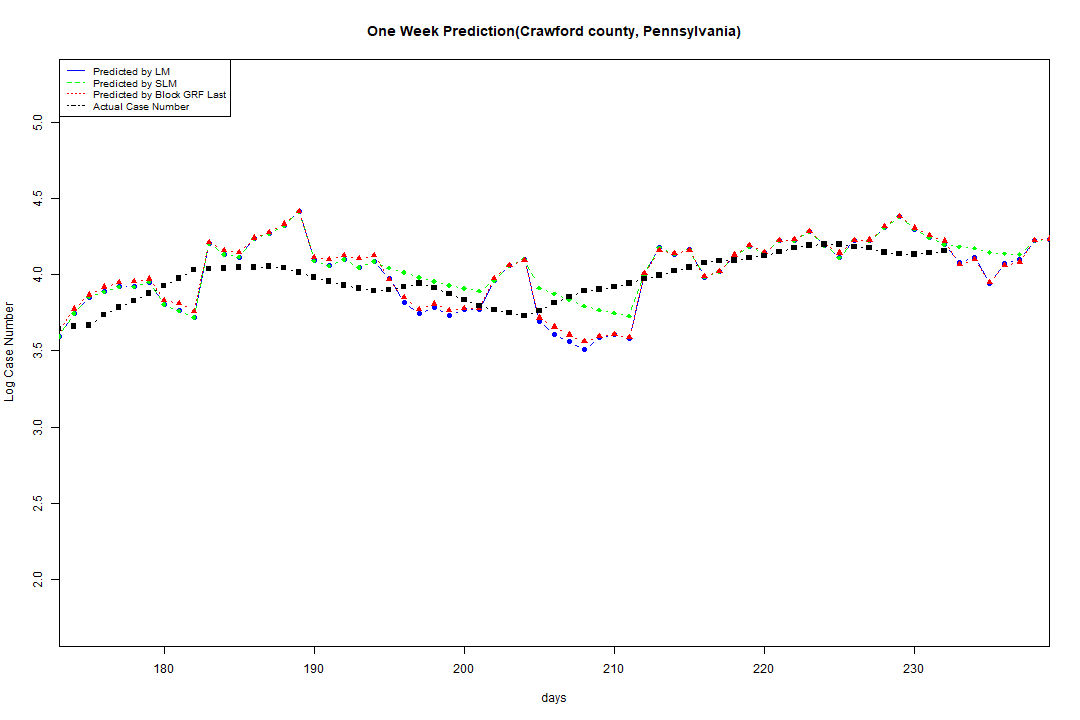 One Week Prediction(Crawford county, Pennsylvania)
Predicted by LM
Predicted by SLM
Predicted by Block GRF Last
Actual Case Number
5.0
4.5
4.0
3.5
3.0
2.5
2.0
Log Case Number
180 190 200 210 220 230
days